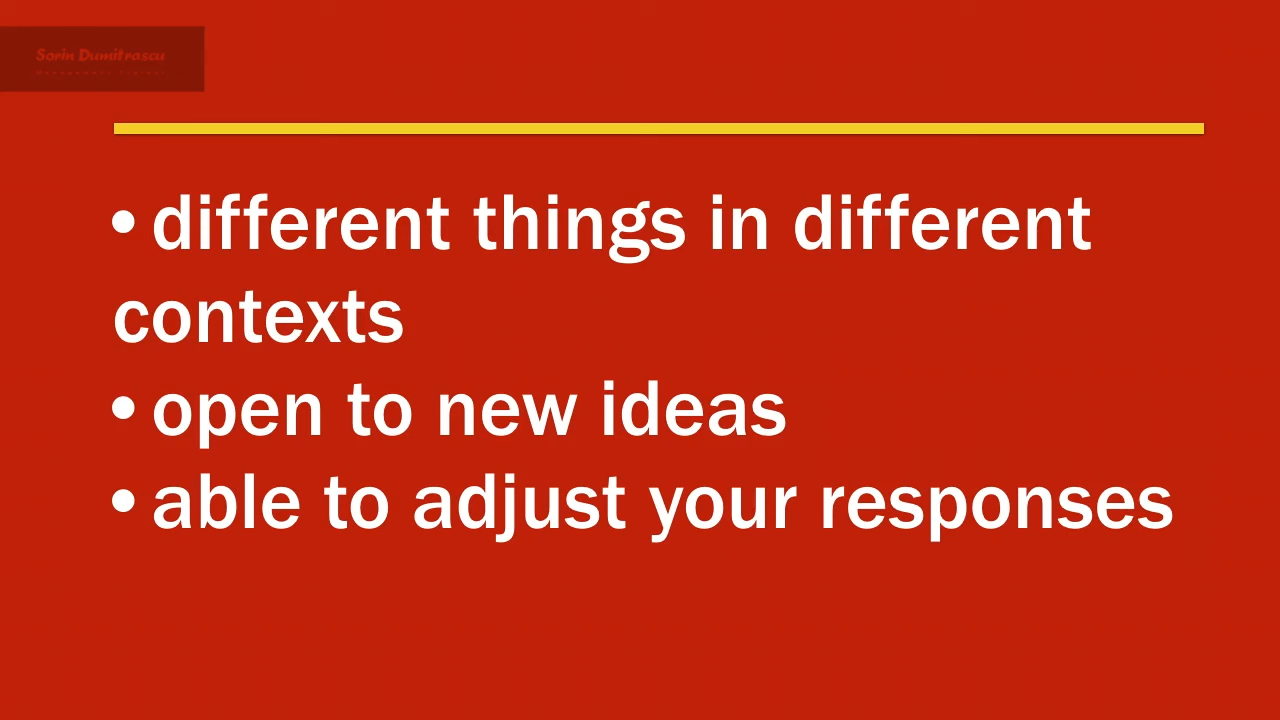 Sorin Dumitrascu
• different things in different
contexts
• open to new ideas
• able to adjust your responses